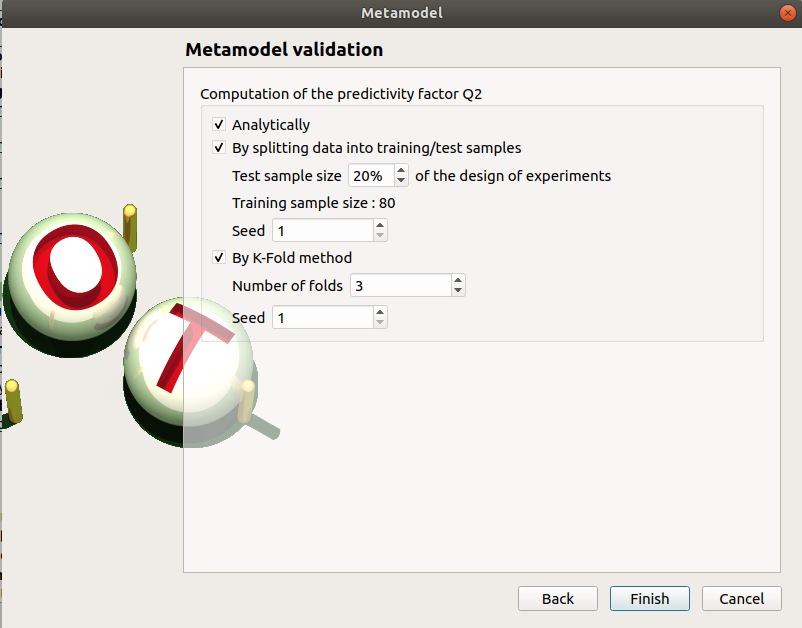 Metamodel
Metamodel validation
Computation of the predictivity factor Q2
Analytically
By splitting data into training/test samples
Test sample size 20% of the design of experiments
Training sample size : 80
Seed 1
By K-Fold method
Number of folds 3
Seed 1
O
T
Back Finish Cancel